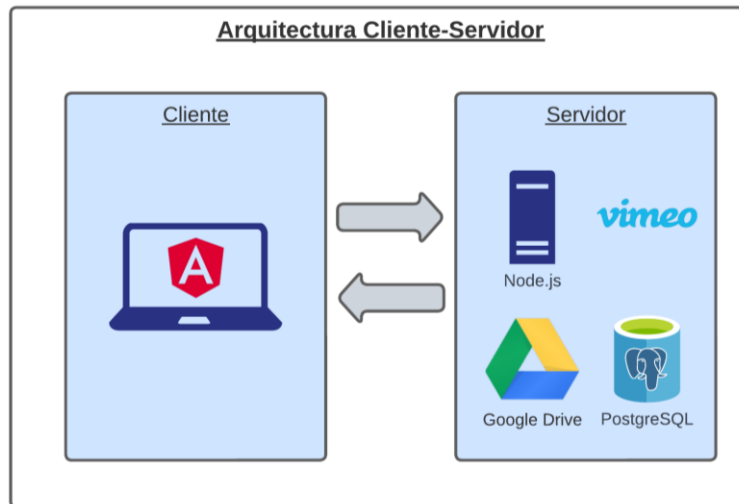 Arquitectura Cliente-Servidor
Cliente
Servidor
A
vimeo
Node.js
Google Drive
PostgreSQL